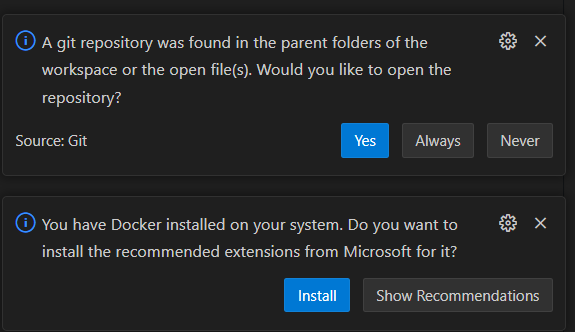 A git repository was found in the parent folders of the
workspace or the open file(s). Would you like to open the
repository?
Source: Git
Yes
Always
Never
You have Docker installed on your system. Do you want to
install the recommended extensions from Microsoft for it?
Install
Show Recommendations